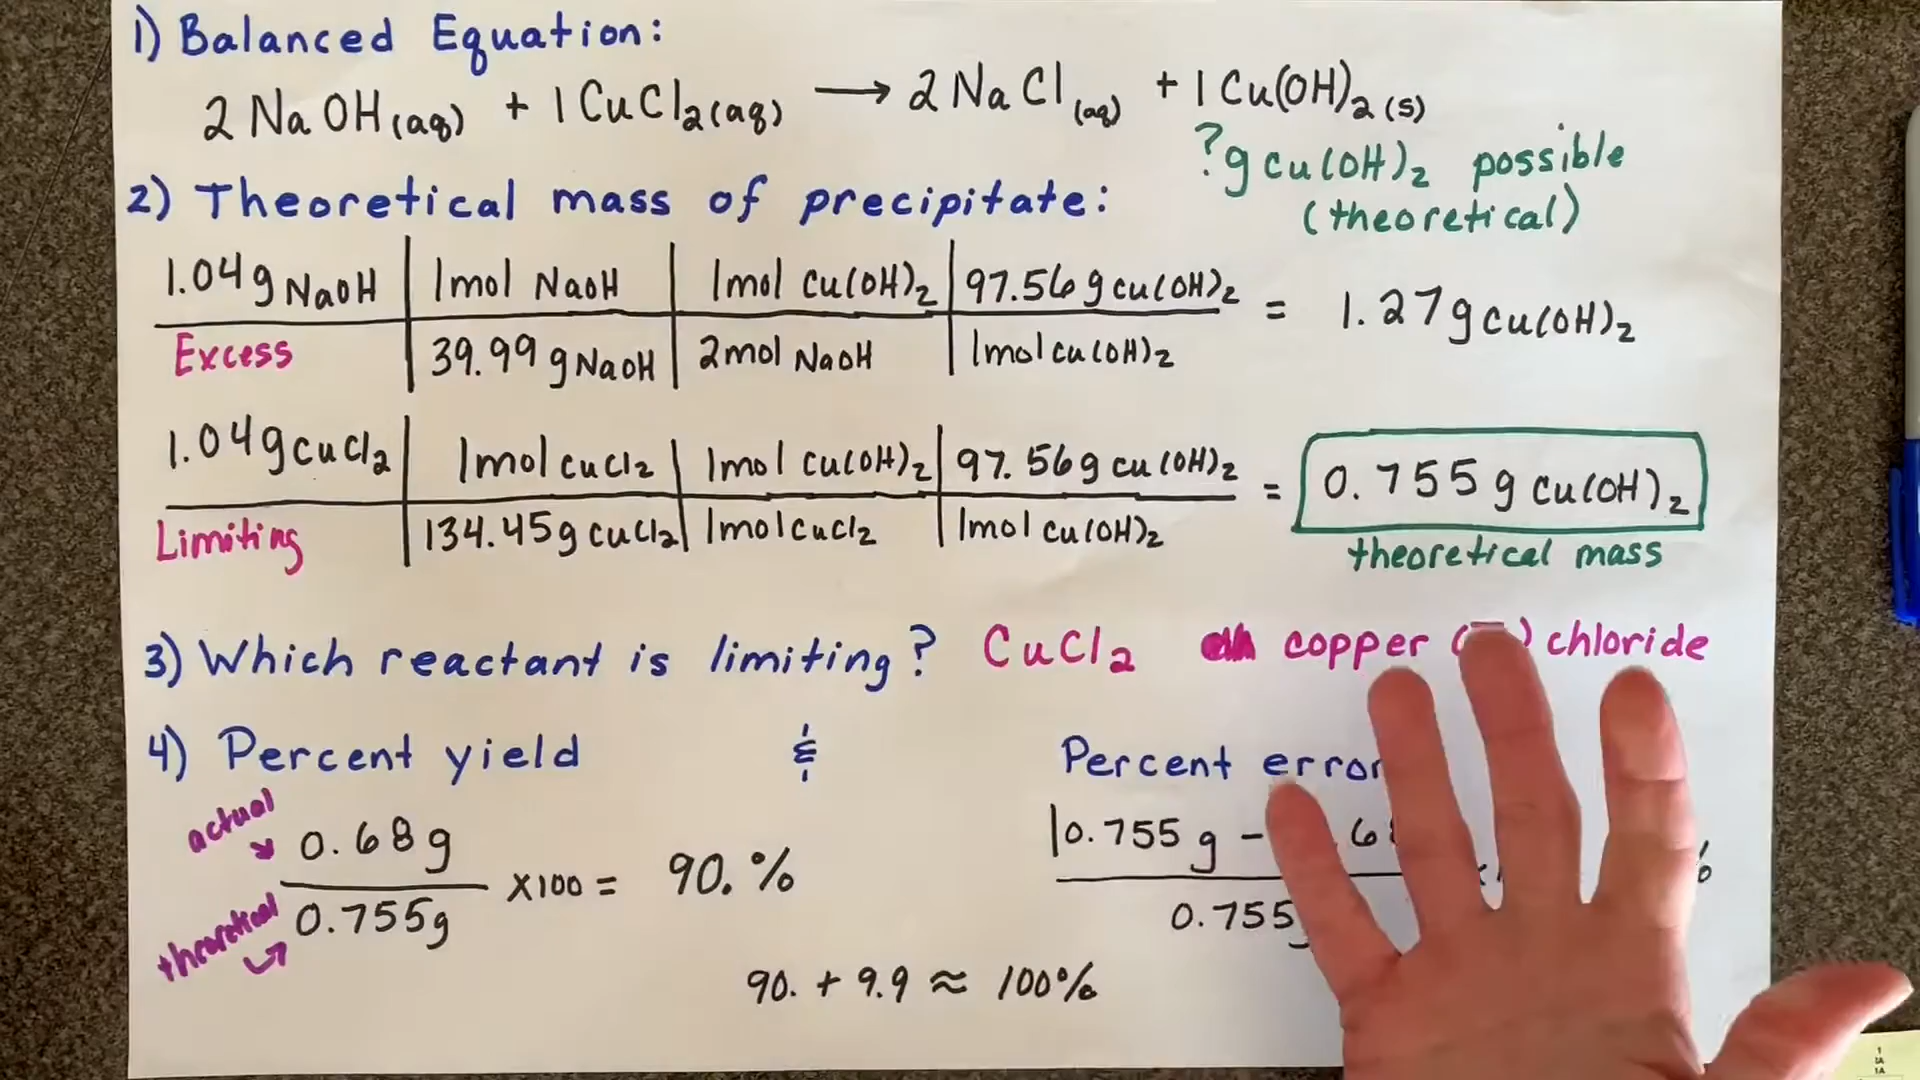 1) Balanced Equation:
2 NaOH(aq) + 1 CuCl2(aq) → 2 NaCl(aq) + 1 Cu(OH)2(s)
? g Cu(OH)2 possible
(theoretical)
2) Theoretical mass of precipitate:
1.04g NaOH | 1mol NaOH | 1mol Cu(OH)2 | 97.56 g Cu(OH)2 = 1.27g Cu(OH)2
Excess | 39.99 g NaOH | 2mol NaOH | 1mol Cu(OH)2
1.04g CuCl2 | 1mol CuCl2 | 1mol Cu(OH)2 | 97.56g Cu(OH)2 = 0.755 g Cu(OH)2
Limiting | 134.45g CuCl2 | 1mol CuCl2 | 1mol Cu(OH)2
theoretical mass
3) Which reactant is limiting? CuCl2 copper ( ) chloride
4) Percent yield & Percent error
actual
0.68g
x100 = 90.%
theoretical
0.755g
|0.755 g -
0.755
90. + 9.9 ≈ 100%